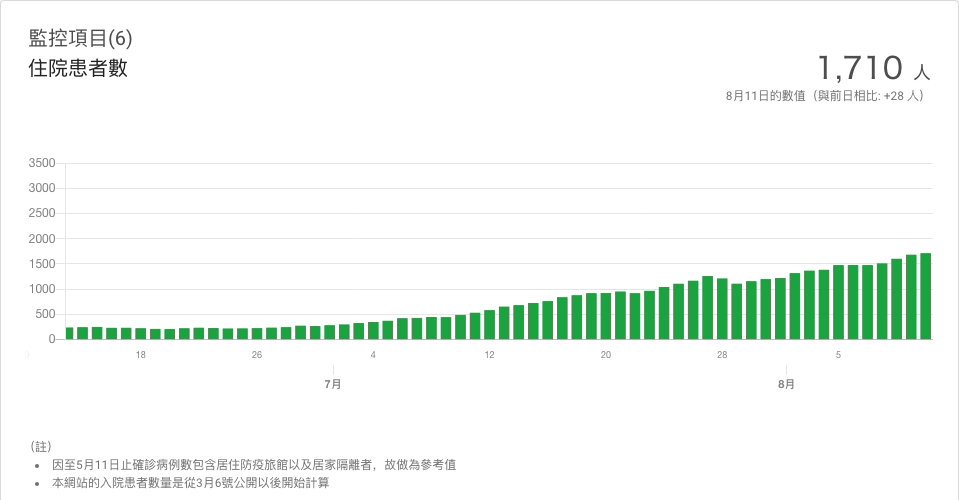 監控項目(6)
住院患者數
1,710 人
8月11日的數值（與前日相比: +28 人）
3500
3000
2500
2000
1500
1000
500
0
18 26 4 12 20 28 5
7月 8月
（註）
• 因至5月11日止確診病例數包含居住防疫旅館以及居家隔離者，故做為參考值
• 本網站的入院患者數量是從3月6號公開以後開始計算